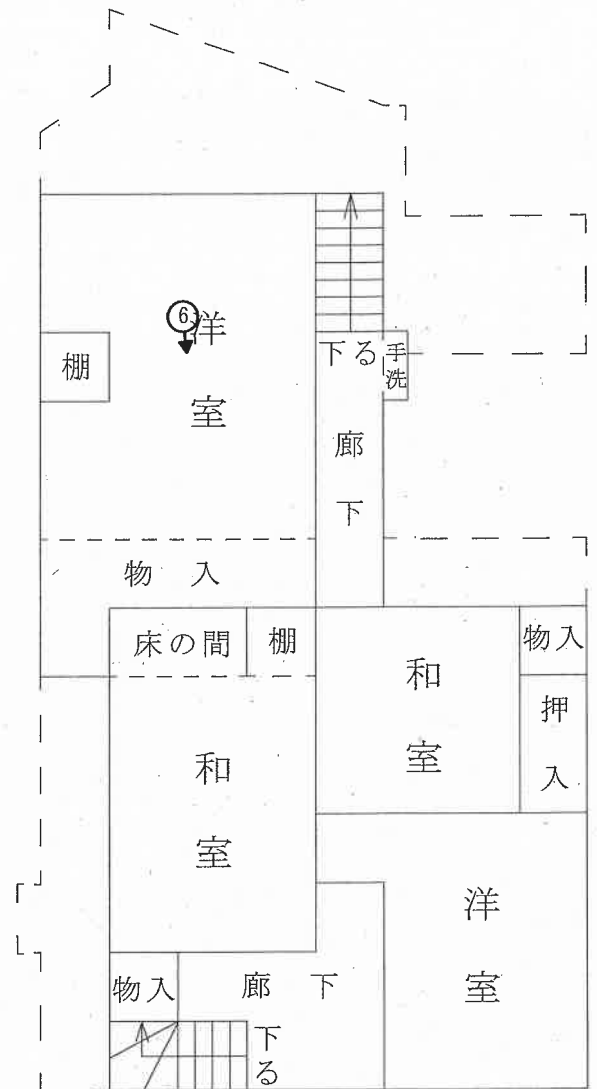 ⑥
洋室
棚
下る
手洗
廊下
物入
床の間
棚
和室
物入
押入
和室
洋室
物入
廊下
下る